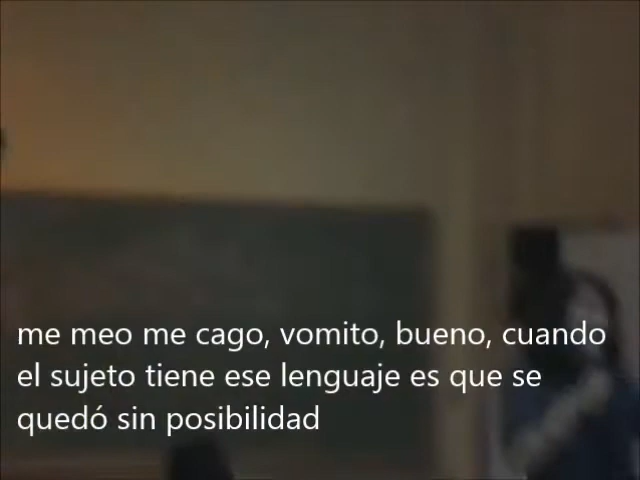 me meo me cago, vomito, bueno, cuando
el sujeto tiene ese lenguaje es que se
quedó sin posibilidad